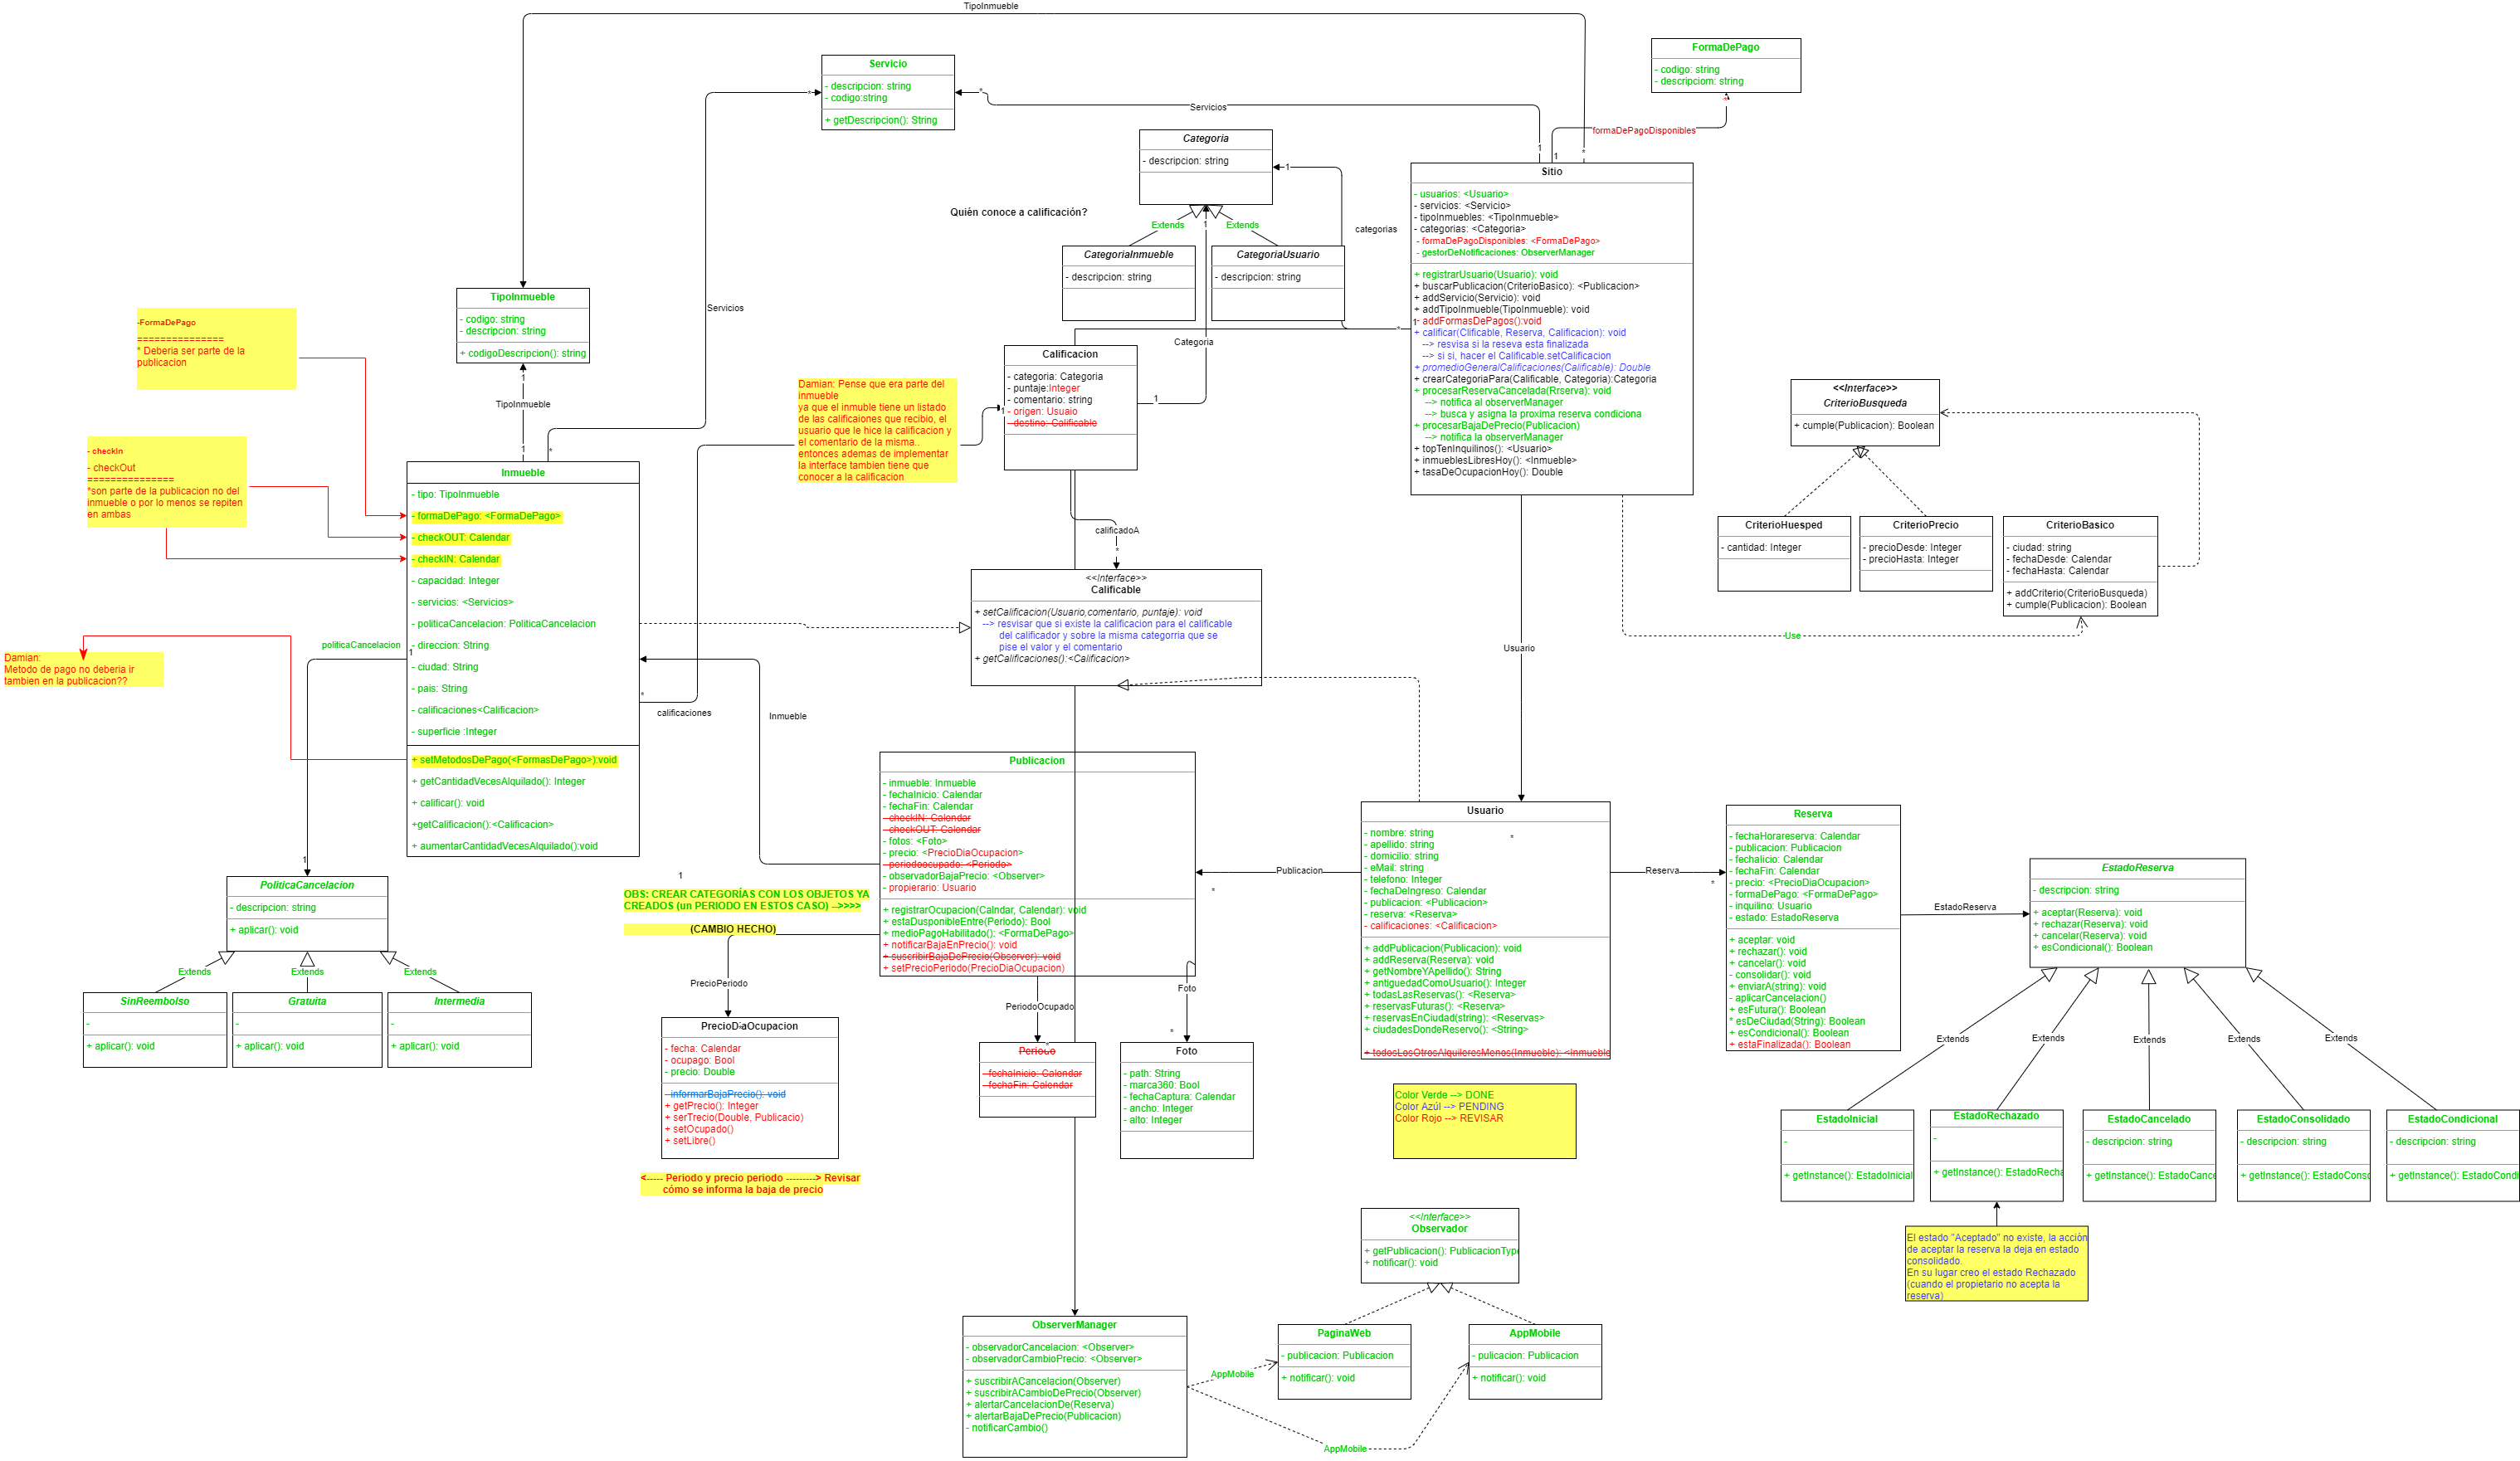 TipoInmueble
FormaDePago
- codigo: string
- descripciom: string
Servicio
- descripcion: string
- codigo:string
+ getDescripcion(): String
*
*
Servicios
formaDePagoDisponibles
1
1
*
Categoria
- descripcion: string
1
Quién conoce a calificación?
Extends
Extends
1
categorias
CategoriaInmueble
- descripcion: string
CategoriaUsuario
- descripcion: string
Sitio
- usuarios: <Usuario>
- servicios: <Servicio>
- tipoInmuebles: <TipoInmueble>
- categorias: <Categoria>
- formaDePagoDisponibles: <FormaDePago>
- gestorDeNotificaciones: ObserverManager
+ registrarUsuario(Usuario): void
+ buscarPublicacion(CriterioBasico): <Publicacion>
+ addServicio(Servicio): void
+ addTipoInmueble(TipoInmueble): void
- addFormasDePagos():void
+ calificar(Clificable, Reserva, Calificacion): void
--> resvisa si la reseva esta finalizada
--> si si, hacer el Calificable.setCalificacion
+ promedioGeneralCalificaciones(Calificable): Double
+ crearCategoriaPara(Calificable, Categoria):Categoria
+ procesarReservaCancelada(Rrserva): void
--> notifica al observerManager
--> busca y asigna la proxima reserva condiciona
+ procesarBajaDePrecio(Publicacion)
--> notifica la observerManager
+ topTenInquilinos(): <Usuario>
+ inmueblesLibresHoy(): <Inmueble>
+ tasaDeOcupacionHoy(): Double
*
1
TipoInmueble
- codigo: string
- descripcion: string
+ codigoDescripcion(): string
1
TipoInmueble
1
Servicios
*
-FormaDePago
===============
* Deberia ser parte de la
publicacion
- checkIn
- checkOut
===============
*son parte de la publicacion no del
inmueble o por lo menos se repiten
en ambas
Damian: Pense que era parte del
inmueble
ya que el inmuble tiene un listado
de las calificaiones que recibio, el
usuario que le hice la calificacion y
el comentario de la misma..
entonces ademas de implementar
la interface tambien tiene que
conocer a la calificacion
1
Calificacion
- categoria: Categoria
- puntaje:Integer
- comentario: string
- origen: Usuaio
- destino: Calificable
Categoria
1
<<Interface>>
CriterioBusqueda
+ cumple(Publicacion): Boolean
CriterioHuesped
- cantidad: Integer
CriterioPrecio
- precioDesde: Integer
- precioHasta: Integer
CriterioBasico
- ciudad: string
- fechaDesde: Calendar
- fechaHasta: Calendar
+ addCriterio(CriterioBusqueda)
+ cumple(Publicacion): Boolean
Use
Inmueble
- tipo: TipoInmueble
- formaDePago: <FormaDePago>
- checkOUT: Calendar
- checkIN: Calendar
- capacidad: Integer
- servicios: <Servicios>
- politicaCancelacion: PoliticaCancelacion
- direccion: String
- ciudad: String
- pais: String
- calificaciones<Calificacion>
- superficie :Integer
+ setMetodosDePago(<FormasDePago>):void
+ getCantidadVecesAlquilado(): Integer
+ calificar(): void
+getCalificacion():<Calificacion>
+ aumentarCantidadVecesAlquilado():void
calificadoA
*
<<Interface>>
Calificable
+ setCalificacion(Usuario,comentario, puntaje): void
--> resvisar que si existe la calificacion para el calificable
del calificador y sobre la misma categorria que se
pise el valor y el comentario
+ getCalificaciones():<Calificacion>
Damian:
Metodo de pago no deberia ir
tambien en la publicacion??
politicaCancelacion
1
1
*
calificaciones
Inmueble
1
Usuario
Publicacion
- inmueble: Inmueble
- fechaInicio: Calendar
- fechaFin: Calendar
- checkIN: Calendar
- checkOUT: Calendar
- fotos: <Foto>
- precio: <PrecioDiaOcupacion>
- periodoocupado: <Periodo>
- observadorBajaPrecio: <Observer>
- propierario: Usuario
+ registrarOcupacion(Calndar, Calendar): void
+ estaDusponibleEntre(Periodo): Bool
+ medioPagoHabilitado(): <FormaDePago>
+ notificarBajaEnPrecio(): void
+ suscribirBajaDePrecio(Observer): void
+ setPrecioPeriodo(PrecioDiaOcupacion)
Publicacion
*
Usuario
*
- nombre: string
- apellido: string
- domicilio: string
- eMail: string
- telefono: Integer
- fechaDeIngreso: Calendar
- publicacion: <Publicacion>
- reserva: <Reserva>
- calificaciones: <Calificacion>
+ addPublicacion(Publicacion): void
+ addReserva(Reserva): void
+ getNombreYApellido(): String
+ antiguedadComoUsuario(): Integer
+ todasLasReservas(): <Reserva>
+ reservasFuturas(): <Reserva>
+ reservasEnCiudad(string): <Reservas>
+ ciudadesDondeReservo(): <String>
+ todosLosOtrosAlquileresMenos(Inmueble): <Inmueble
Reserva
*
Reserva
- fechaHorareserva: Calendar
- publicacion: Publicacion
- fechaIicio; Calendar
- fechaFin: Calendar
- precio: <PrecioDiaOcupacion>
- formaDePago: <FormaDePago>
- inquilino: Usuario
- estado: EstadoReserva
+ aceptar: void
+ rechazar(): void
+ cancelar(): void
- consolidar(): void
+ enviarA(string): void
- aplicarCancelacion()
+ esFutura(): Boolean
* esDeCiudad(String); Boolean
+ esCondicional(): Boolean
+ estaFinalizada(): Boolean
EstadoReserva
EstadoReserva
- descripcion: string
+ aceptar(Reserva): void
+ rechazar(Reserva): void
+ cancelar(Reserva): void
+ esCondicional(): Boolean
PoliticaCancelacion
- descripcion: string
+ aplicar(): void
Extends
Extends
Extends
SinReembolso
-
+ aplicar(): void
Gratuita
-
+ aplicar(): void
Intermedia
-
+ aplicar(): void
OBS: CREAR CATEGORÍAS CON LOS OBJETOS YA
CREADOS (un PERIODO EN ESTOS CASO) -->>>>
(CAMBIO HECHO)
PrecioPeriodo
PrecioDiaOcupacion
- fecha: Calendar
- ocupago: Bool
- precio: Double
- informarBajaPrecio(): void
+ getPrecio(): Integer
+ serTrecio(Double, Publicacio)
+ setOcupado()
+ setLibre()
<----- Periodo y precio periodo ---------> Revisar
cómo se informa la baja de precio
PeriodoOcupado
*
Periodo
- fechaInicio: Calendar
- fechaFin: Calendar
Foto
*
Foto
- path: String
- marca360: Bool
- fechaCaptura: Calendar
- ancho: Integer
- alto: Integer
Color Verde --> DONE
Color Azúl --> PENDING
Color Rojo --> REVISAR
Extends
Extends
Extends
Extends
Extends
EstadoInicial
-
+ getInstance(): EstadoInicial
EstadoRechazado
-
+ getInstance(): EstadoRecha
EstadoCancelado
- descripcion: string
+ getInstance(): EstadoCance
EstadoConsolidado
- descripcion: string
+ getInstance(): EstadoConso
EstadoCondicional
- descripcion: string
+ getInstance(): EstadoCondi
El estado "Aceptado" no existe, la acción
de aceptar la reserva la deja en estado
consolidado.
En su lugar creo el estado Rechazado
(cuando el propietario no acepta la
reserva)
<<Interface>>
Observador
+ getPublicacion(): PublicacionType
+ notificar(): void
ObserverManager
- observadorCancelacion: <Observer>
- observadorCambioPrecio: <Observer>
+ suscribirACancelacion(Observer)
+ suscribirACambioDePrecio(Observer)
+ alertarCancelacionDe(Reserva)
+ alertarBajaDePrecio(Publicacion)
- notificarCambio()
AppMobile
PaginaWeb
- publicacion: Publicacion
+ notificar(): void
AppMobile
- pulicacion: Publicacion
+ notificar(): void
AppMobile